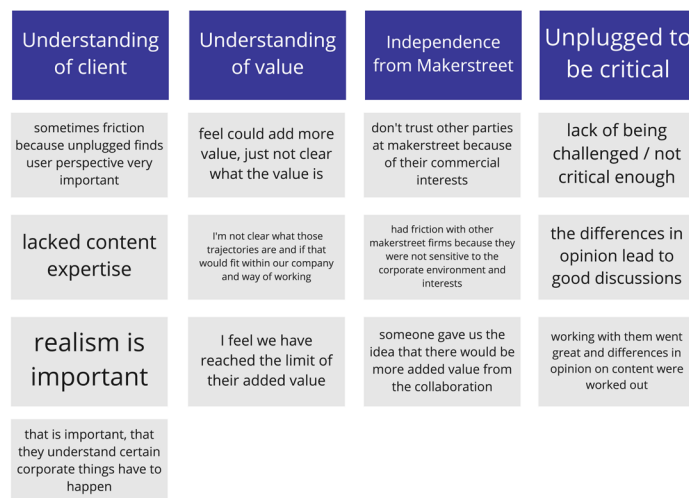 Understanding
of client
sometimes friction
because unplugged finds
user perspective very
important
lacked content
expertise
realism is
important
that is important, that
they understand certain
corporate things have to
happen
Understanding
of value
feel could add more
value, just not clear
what the value is
I'm not clear what those
trajectories are and if that
would fit within our company
and way of working
I feel we have
reached the limit of
their added value
Independence
from Makerstreet
don't trust other parties
at makerstreet because
of their commercial
interests
had friction with other
makerstreet firms because they
were not sensitive to the
corporate environment and
interests
someone gave us the
idea that there would be
more added value from
the collaboration
Unplugged to
be critical
lack of being
challenged / not
critical enough
the differences in
opinion lead to
good discussions
working with them went
great and differences in
opinion on content were
worked out